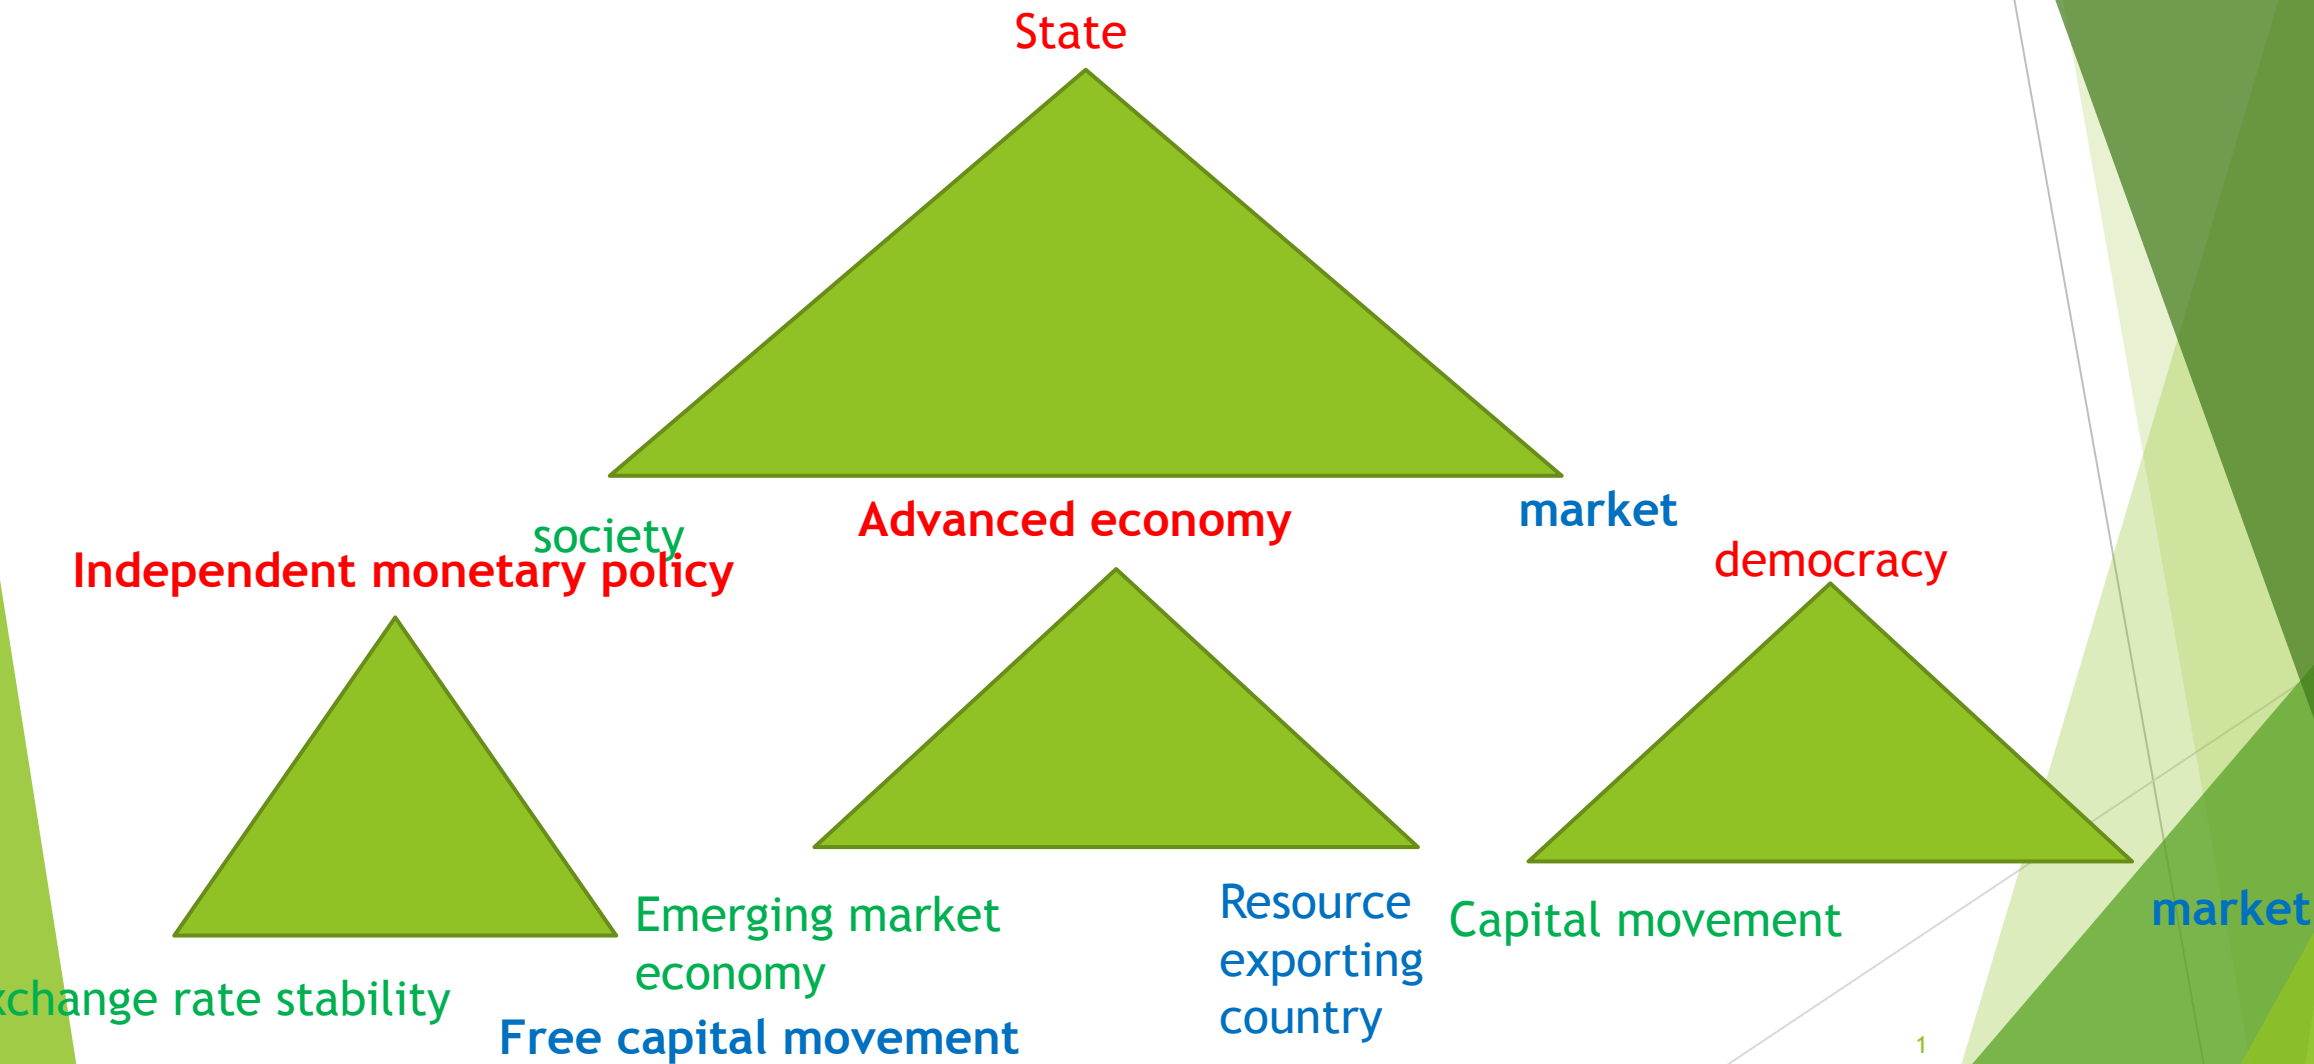 State
society
Advanced economy
market
Independent monetary policy
democracy
Emerging market
economy
Resource
exporting
country
Capital movement
market
xchange rate stability
Free capital movement
1